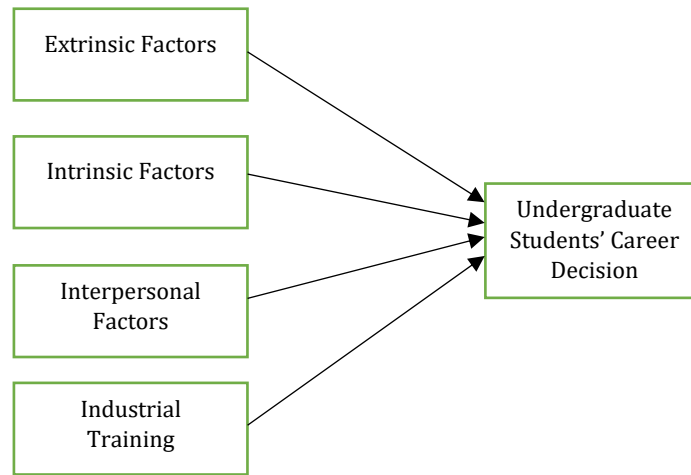 Extrinsic Factors
Intrinsic Factors
Interpersonal
Factors
Industrial
Training
Undergraduate
Students’ Career
Decision